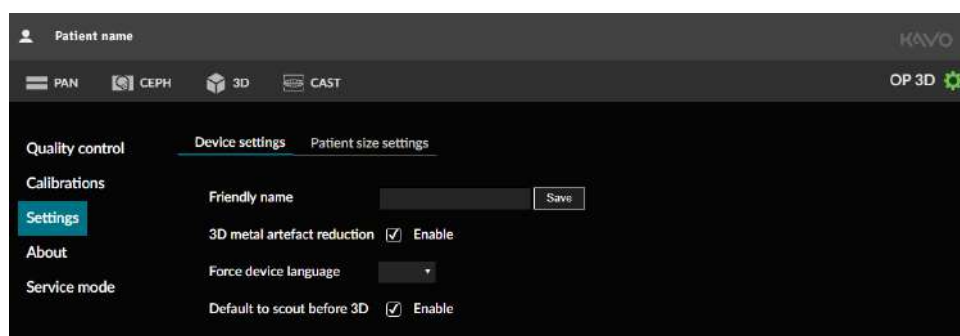 Patient name
KAVO
PAN CEPH 3D CAST
OP 3D
Quality control
Calibrations
Settings
About
Service mode
Device settings Patient size settings
Friendly name Save
3D metal artefact reduction Enable
Force device language
Default to scout before 3D Enable